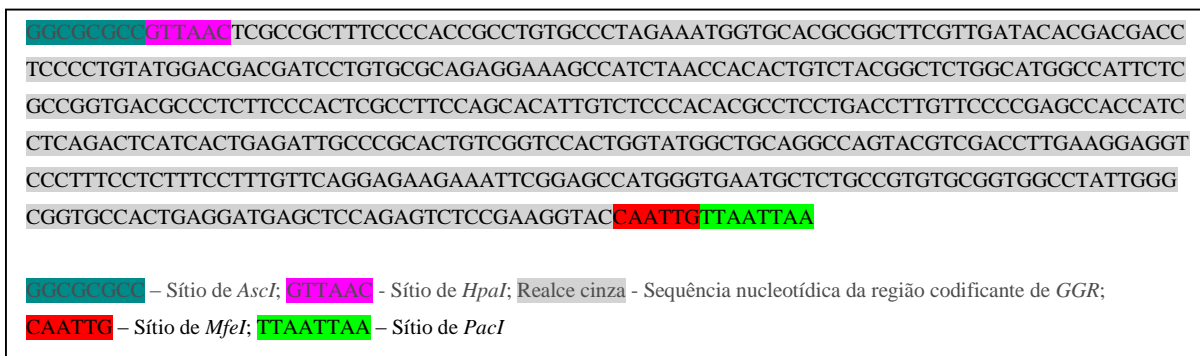 GGCGCGCCGTTAACTCGCCGCTTTCCCCACCGCCTGTGCCCTAGAAATGGTGCACGCGGCTTCGTTGATACACGACGACC
TCCCCTGTATGGACGACGATCCTGTGCGCAGAGGAAAGCCATCTAACCACACTGTCTACGGCTCTGGCATGGCCATTCTC
GCCGGTGACGCCCTCTTCCCACTCGCCTTCCAGCACATTGTCTCCCACACGCCTCCTGACCTTGTTCCCCGAGCCACCATC
CTCAGACTCATCACTGAGATTGCCCGCACTGTCGGTCCACTGGTATGGCTGCAGGCCAGTACGTCGACCTTGAAGGAGGT
CCCTTTCCTCTTTCCTTTGTTCAGGAGAAGAAATTCGGAGCCATGGGTGAATGCTCTGCCGTGTGCGGTGGCCTATTGGG
CGGTGCCACTGAGGATGAGCTCCAGAGTCTCCGAAGGTACCAATTGTTAATTAA
GGCGCGCC – Sítio de AscI; GTTAAC - Sítio de HpaI; Realce cinza - Sequência nucleotídica da região codificante de GGR;
CAATTG – Sítio de MfeI; TTAATTAA – Sítio de PacI